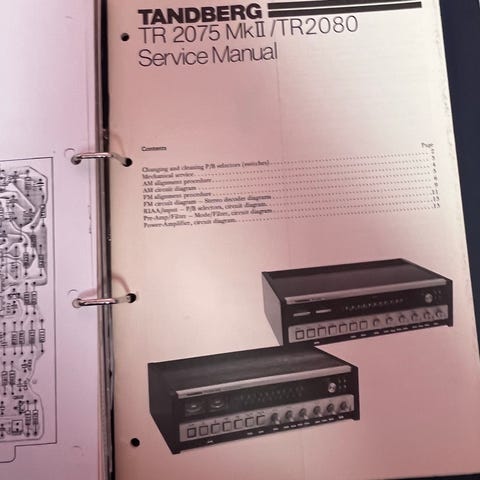 TANDBERG
TR 2075 MkII/TR2080
Service Manual
Contents
Page
Changing and cleaning P/B selectors (switches)
Mechanical service
AM alignment procedure
AM circuit diagram
FM alignment procedure
FM circuit diagram – Stereo decoder diagrams
RIAA/input – P/B selectors, circuit diagram
Pre-Amp/Filter – Mode/Filter, circuit diagram
Power-Amplifier, circuit diagram